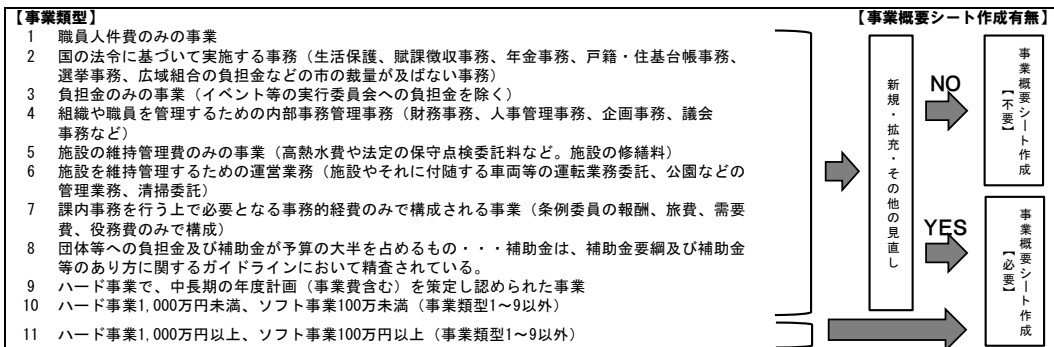 【事業類型】
【事業概要シート作成有無】
1 職員人件費のみの事業
2 国の法令に基づいて実施する事務（生活保護、賦課徴収事務、年金事務、戸籍・住基台帳事務、
選挙事務、広域組合の負担金などの市の裁量が及ばない事務）
3 負担金のみの事業（イベント等の実行委員会への負担金を除く）
4 組織や職員を管理するための内部事務管理事務（財務事務、人事管理事務、企画事務、議会
事務など）
5 施設の維持管理費のみの事業（高熱水費や法定の保守点検委託料など。施設の修繕料）
6 施設を維持管理するための運営業務（施設やそれに付随する車両等の運転業務委託、公園などの
管理業務、清掃委託）
7 課内事務を行う上で必要となる事務的経費のみで構成される事業（条例委員の報酬、旅費、需要
費、役務費のみで構成）
8 団体等への負担金及び補助金が予算の大半を占めるもの・・・補助金は、補助金要綱及び補助金
等のあり方に関するガイドラインにおいて精査されている。
9 ハード事業で、中長期の年度計画（事業費含む）を策定し認められた事業
10 ハード事業1,000万円未満、ソフト事業100万未満（事業類型1～9以外）
11 ハード事業1,000万円以上、ソフト事業100万円以上（事業類型1～9以外）
新規・拡充・その他の見直し
NO
事業概要シート作成
【不要】
YES
事業概要シート作成
【必要】